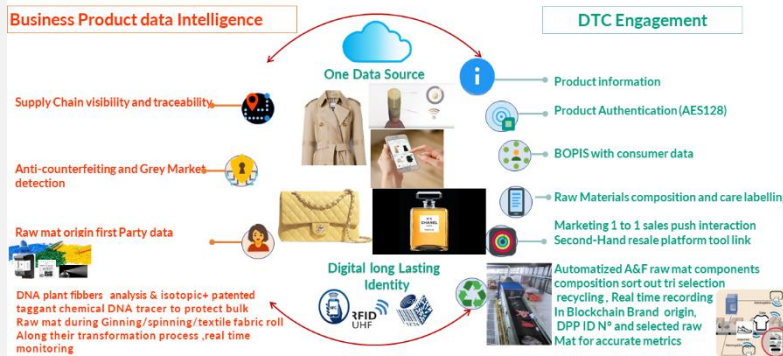 Business Product data Intelligence
DTC Engagement
One Data Source
Supply Chain visibility and traceability
Anti-counterfeiting and Grey Market
detection
Raw mat origin first Party data
DNA plant fibbers analysis & isotopic+ patented
taggant chemical DNA tracer to protect bulk
Raw mat during Ginning/spinning/textile fabric roll
Along their transformation process ,real time
monitoring
N°5
CHANEL
Digital long Lasting
Identity
RFID
UHF
Product information
Product Authentication (AES128)
BOPIS with consumer data
Raw Materials composition and care labelling
Marketing 1 to 1 sales push interaction
Second-Hand resale platform tool link
Automatized A&F raw mat components
composition sort out tri selection
recycling , Real time recording
In Blockchain Brand origin,
DPP ID N° and selected raw
Mat for accurate metrics